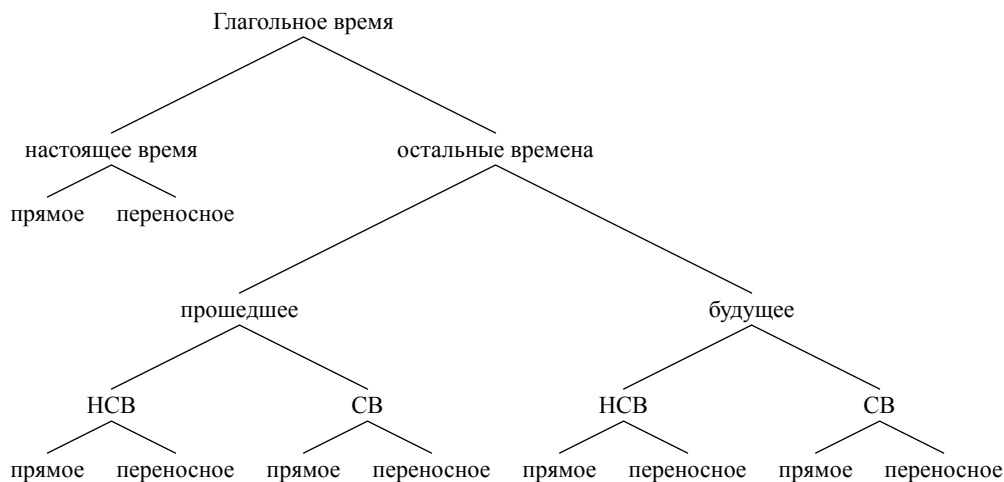 Глагольное время
настоящее время остальные времена
прямое переносное
прошедшее будущее
НСВ СВ НСВ СВ
прямое переносное прямое переносное прямое переносное прямое переносное